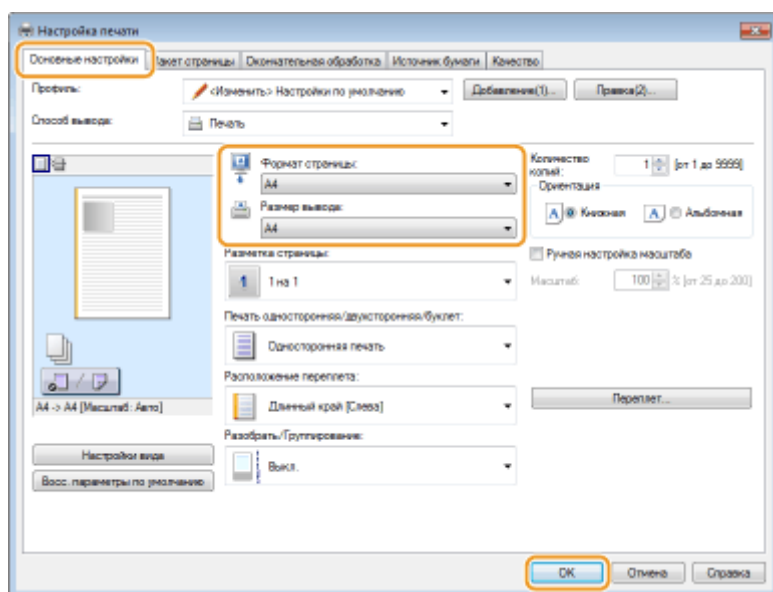 Настройка печати
Основные настройки Макет страницы Окончательная обработка Источник бумаги Качество
Профиль: <Изменить> Настройки по умолчанию Добавление(1)... Правка(2)...
Способ вывода: Печать
Формат страницы:
A4
Размер вывода:
A4
Количество копий: 1 [от 1 до 9999]
Ориентация
A Книжная A Альбомная
Разметка страницы:
1 1 на 1
Ручная настройка масштаба
Масштаб: 100 % [от 25 до 200]
Печать односторонняя/двухсторонняя/буклет:
Односторонняя печать
Расположение переплета:
Длинный край [Слева]
Переплет...
A4 -> A4 [Масштаб: Авто]
Разобрать/Группирование:
Выкл.
Настройки вида
Восс. параметры по умолчанию
OK Отмена Справка